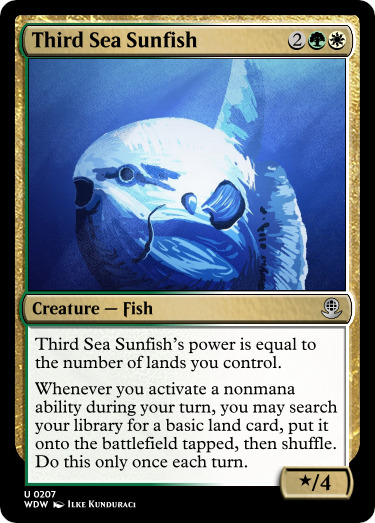 Third Sea Sunfish 2
Creature — Fish
Third Sea Sunfish's power is equal to
the number of lands you control.
Whenever you activate a nonmana
ability during your turn, you may search
your library for a basic land card, put it
onto the battlefield tapped, then shuffle.
Do this only once each turn.
★/4
U 0207
WDW Ilke Kunduraci